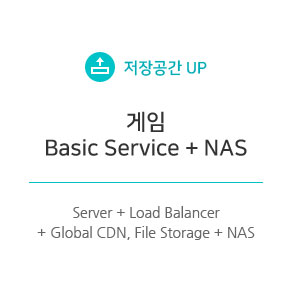 저장공간 UP
게임
Basic Service + NAS
Server + Load Balancer
+ Global CDN, File Storage + NAS